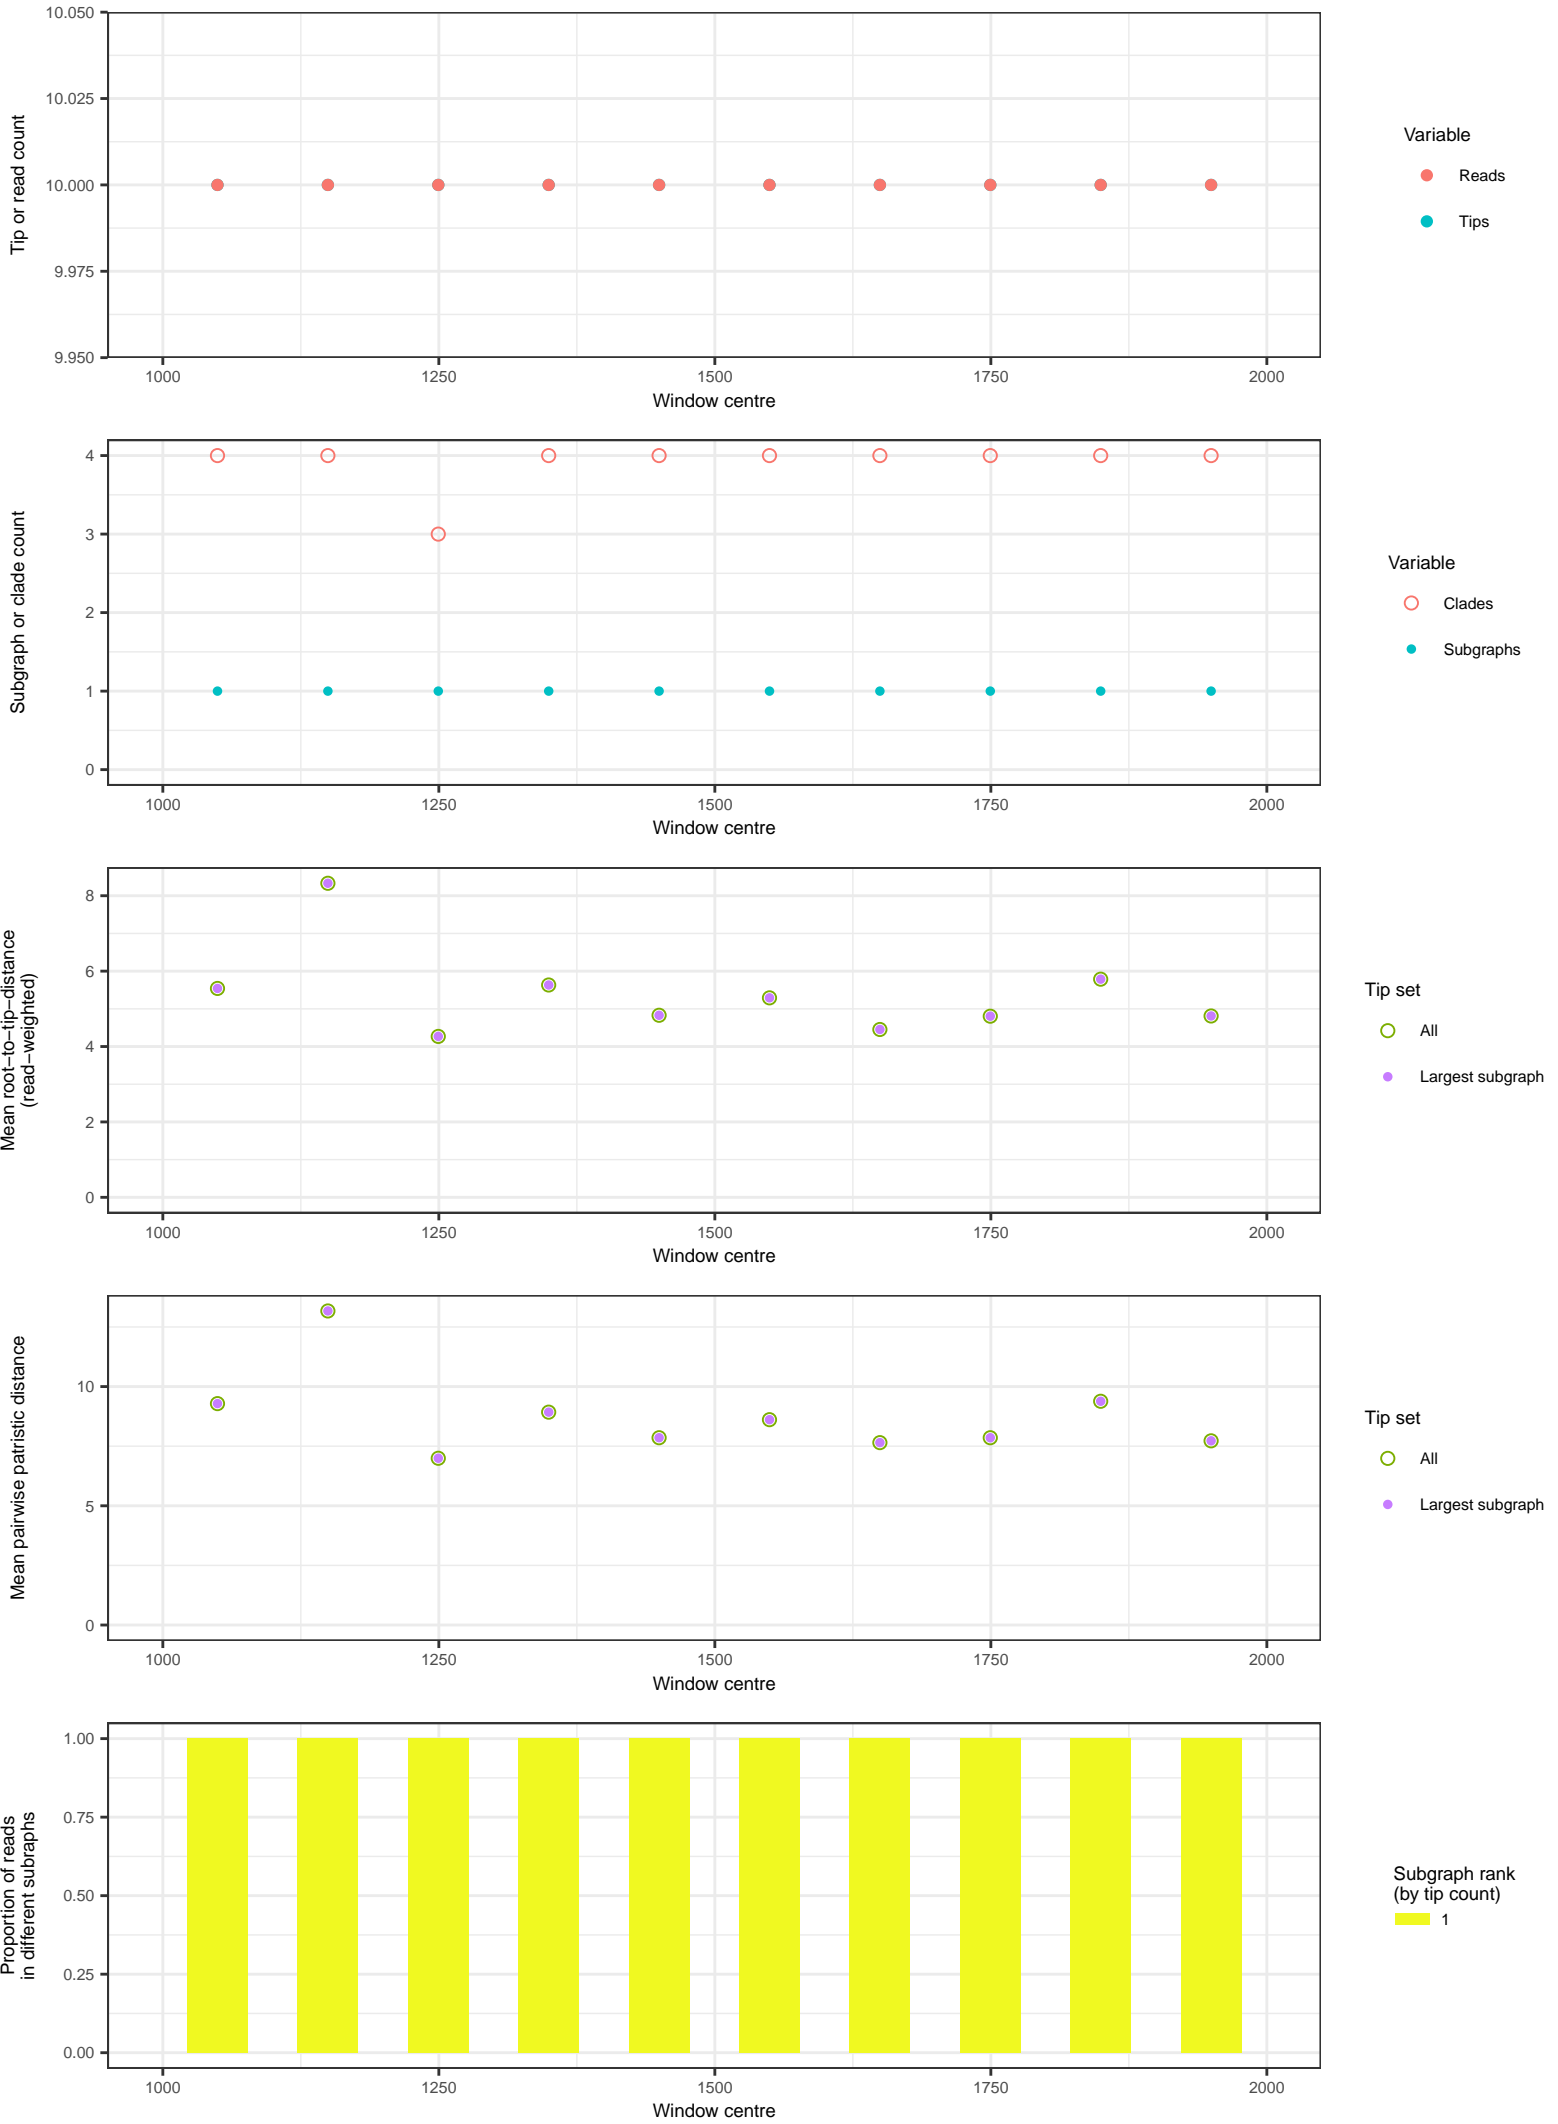 10.050
10.025
10.000
9.975
9.950
Tip or read count
1000 1250 1500 1750 2000
Window centre
Variable
Reads
Tips
4
3
2
1
0
Subgraph or clade count
1000 1250 1500 1750 2000
Window centre
Variable
Clades
Subgraphs
8
6
4
2
0
Mean root−to−tip−distance
(read−weighted)
1000 1250 1500 1750 2000
Window centre
Tip set
All
Largest subgraph
10
5
0
Mean pairwise patristic distance
1000 1250 1500 1750 2000
Window centre
Tip set
All
Largest subgraph
1.00
0.75
0.50
0.25
0.00
Proportion of reads
in different subraphs
1000 1250 1500 1750 2000
Window centre
Subgraph rank
(by tip count)
1